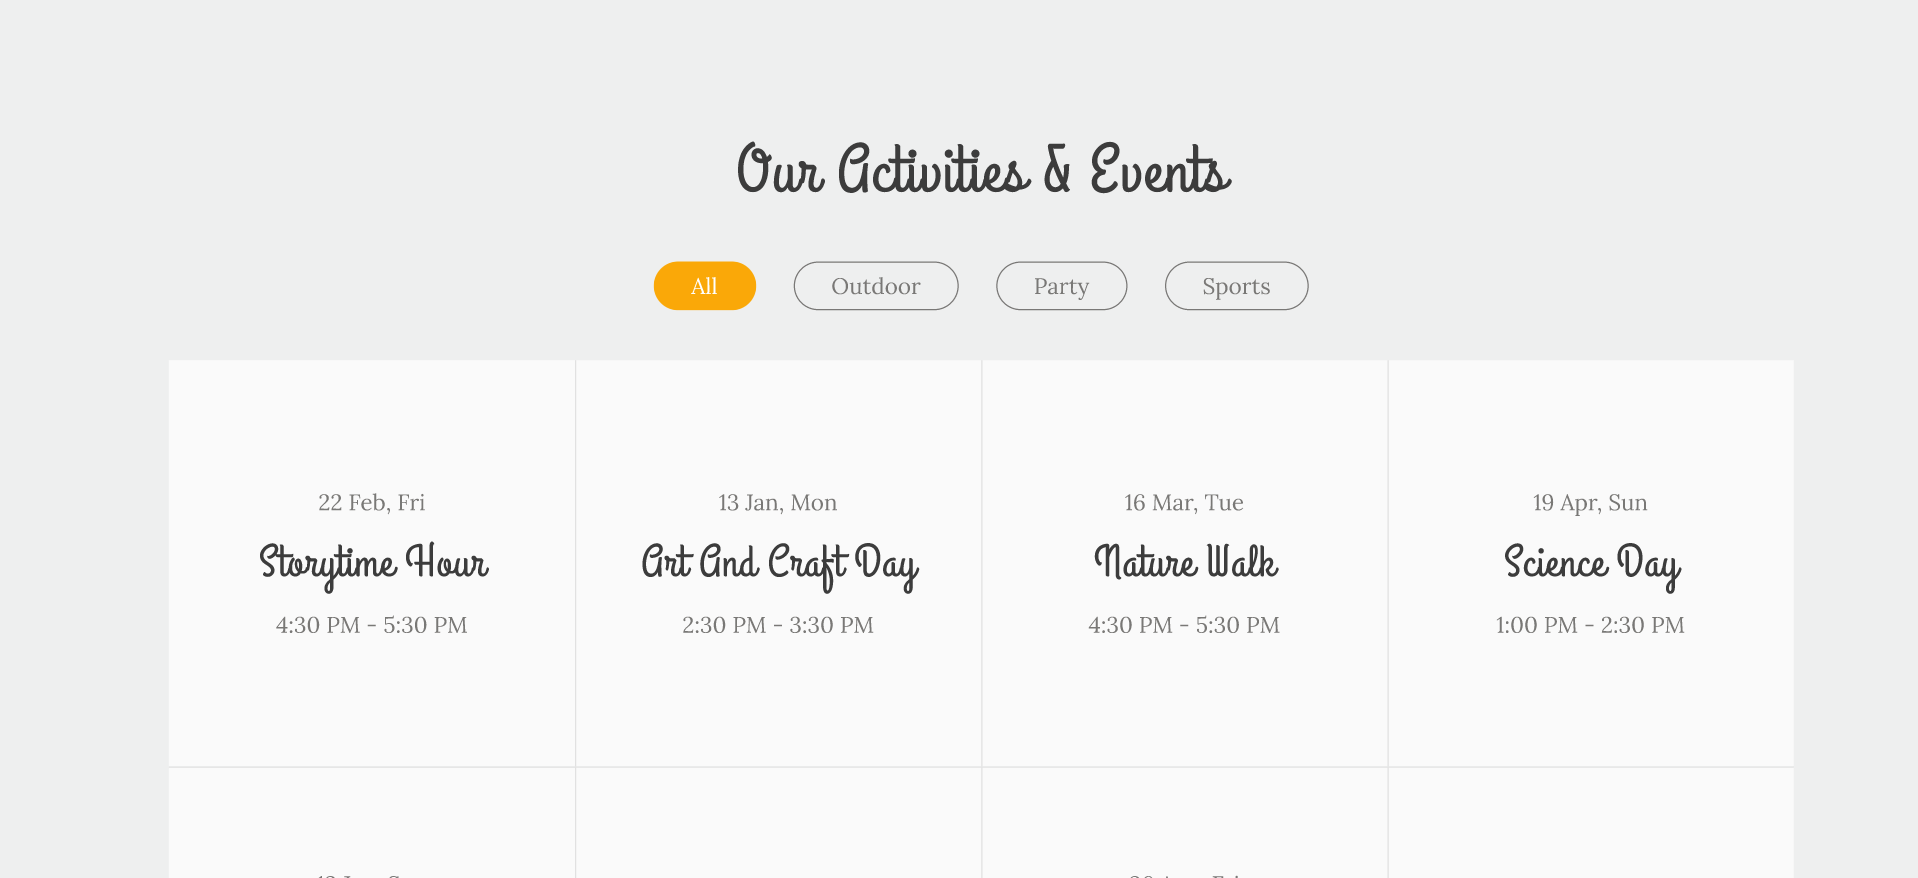 Our Activities & Events
All
Outdoor
Party
Sports
22 Feb, Fri
Storytime Hour
4:30 PM - 5:30 PM
13 Jan, Mon
Art And Craft Day
2:30 PM - 3:30 PM
16 Mar, Tue
Nature Walk
4:30 PM - 5:30 PM
19 Apr, Sun
Science Day
1:00 PM - 2:30 PM